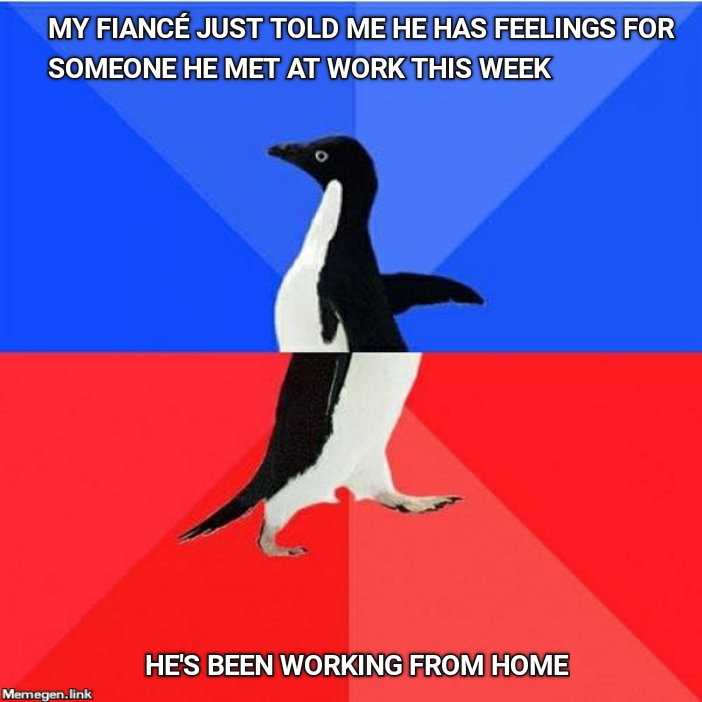 MY FIANCÉ JUST TOLD ME HE HAS FEELINGS FOR
SOMEONE HE MET AT WORK THIS WEEK
HE'S BEEN WORKING FROM HOME
Memegen.link